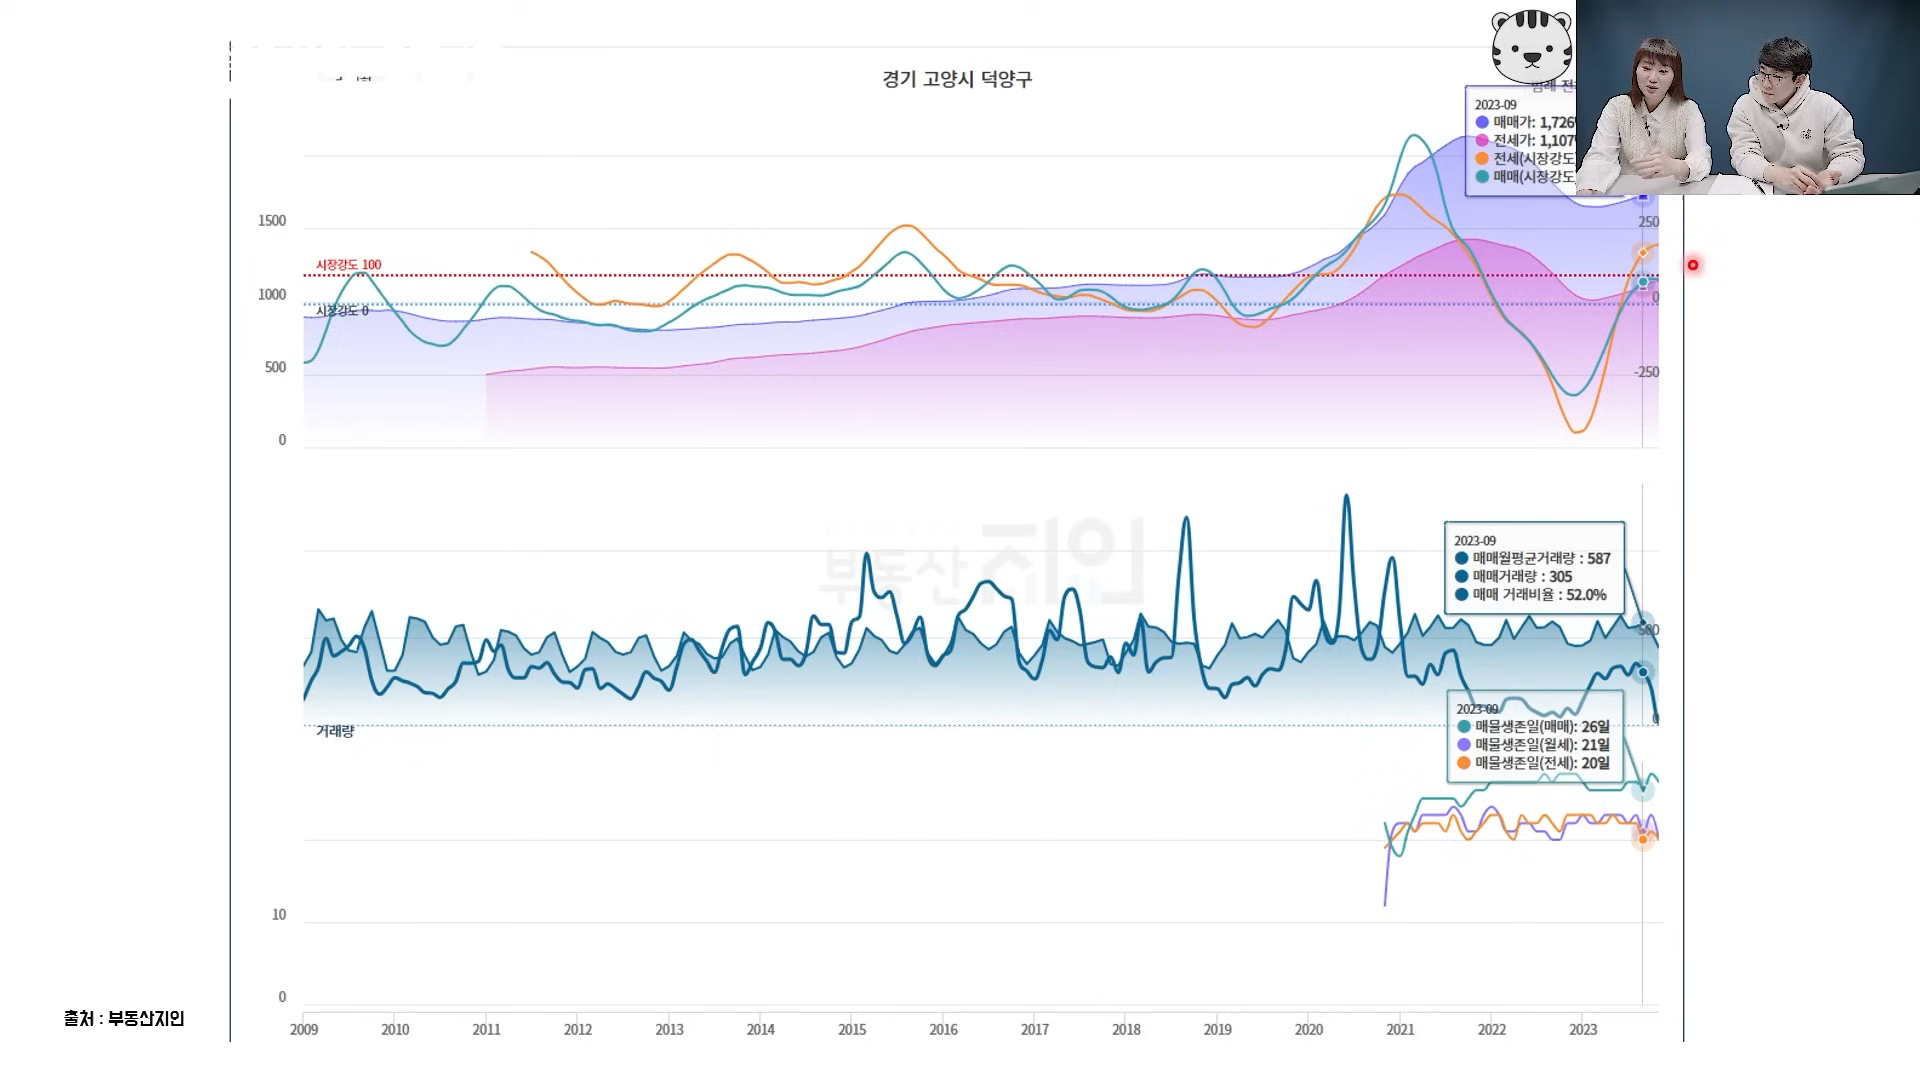 경기 고양시 덕양구
2023-09
매매가: 1,726
전세가: 1,107
전세(시장강도
매매(시장강도
1500
1000
500
0
시장강도 100
시장강도 0
250
0
-250
부동산지인
2023-09
매매월평균거래량 : 587
매매거래량 : 305
매매 거래비율 : 52.0%
500
0
거래량
2023-09
매물생존일(매매): 26일
매물생존일(월세): 21일
매물생존일(전세): 20일
10
0
2009 2010 2011 2012 2013 2014 2015 2016 2017 2018 2019 2020 2021 2022 2023
출처 : 부동산지인